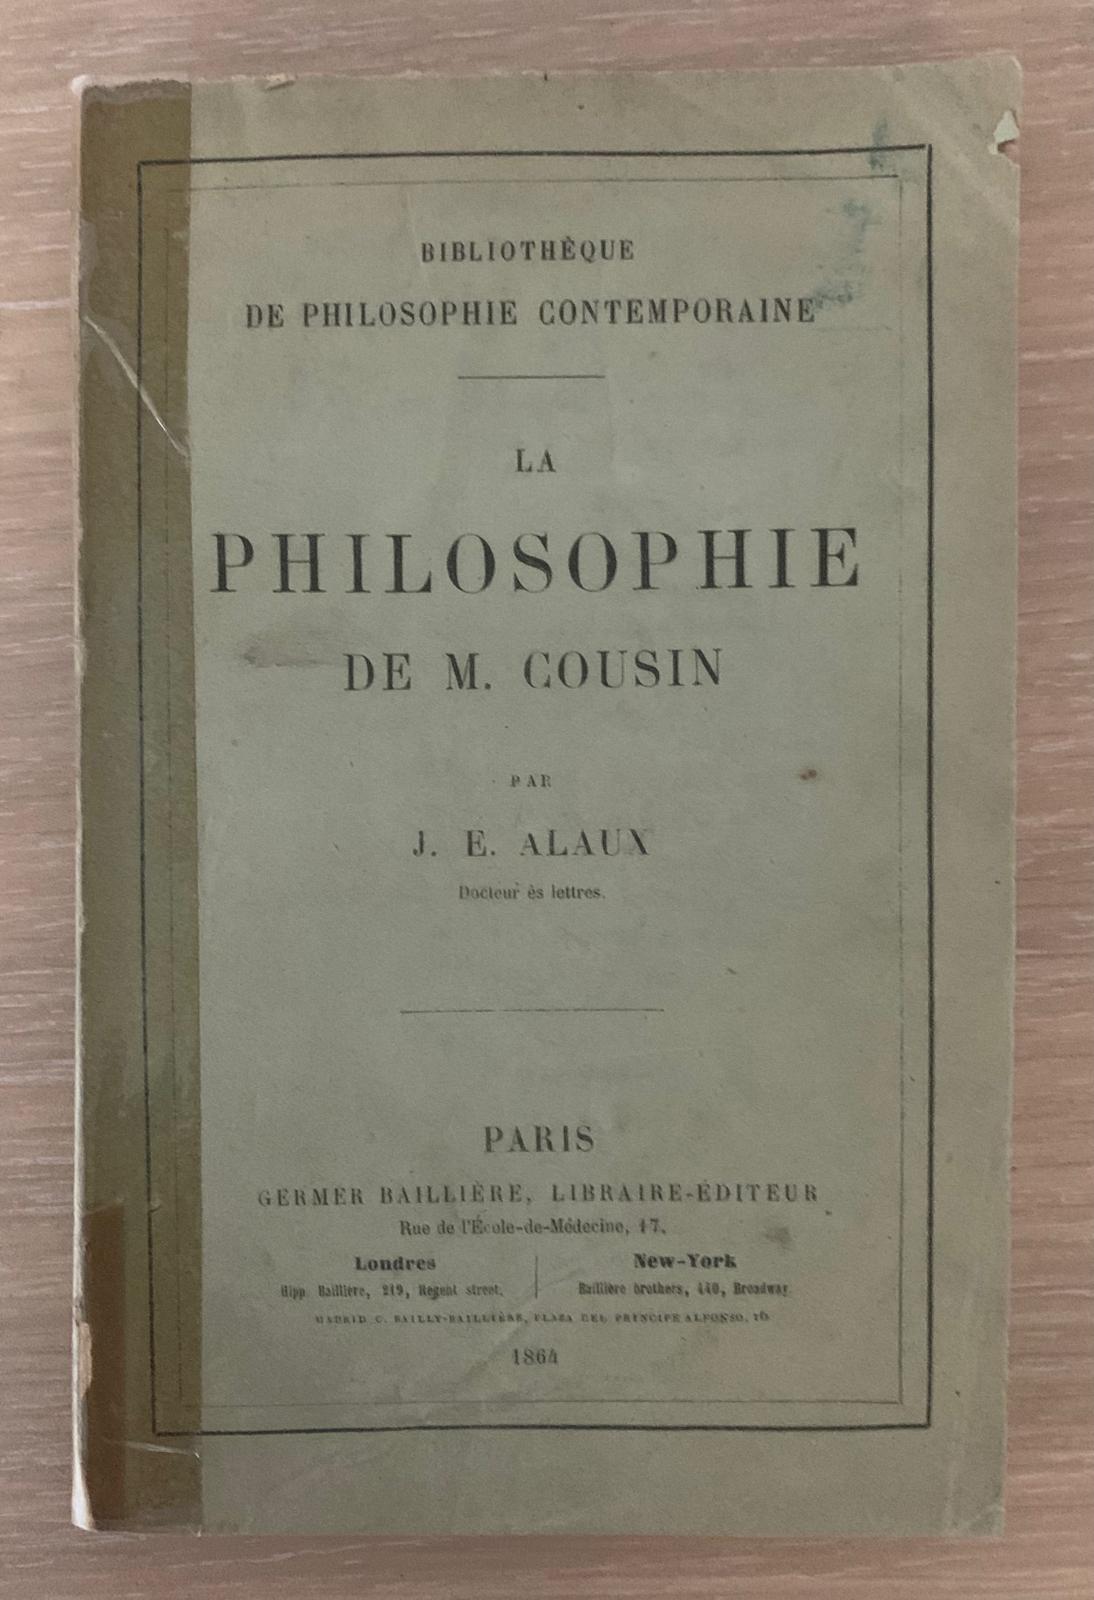 BIBLIOTHÈQUE
DE PHILOSOPHIE CONTEMPORAINE
LA
PHILOSOPHIE
DE M. COUSIN
PAR
J. E. ALAUX
Docteur ès lettres.
PARIS
GERMER BAILLIÈRE, LIBRAIRE-ÉDITEUR
Rue de l'École-de-Médecine, 17.
Londres
Hipp. Baillière, 219, Regent street.
New-York
Baillière brothers, 440, Broadway.
MADRID C. BAILLY-BAILLIÈRE, PLAZA DEL PRINCIPE ALFONSO, 16
1864